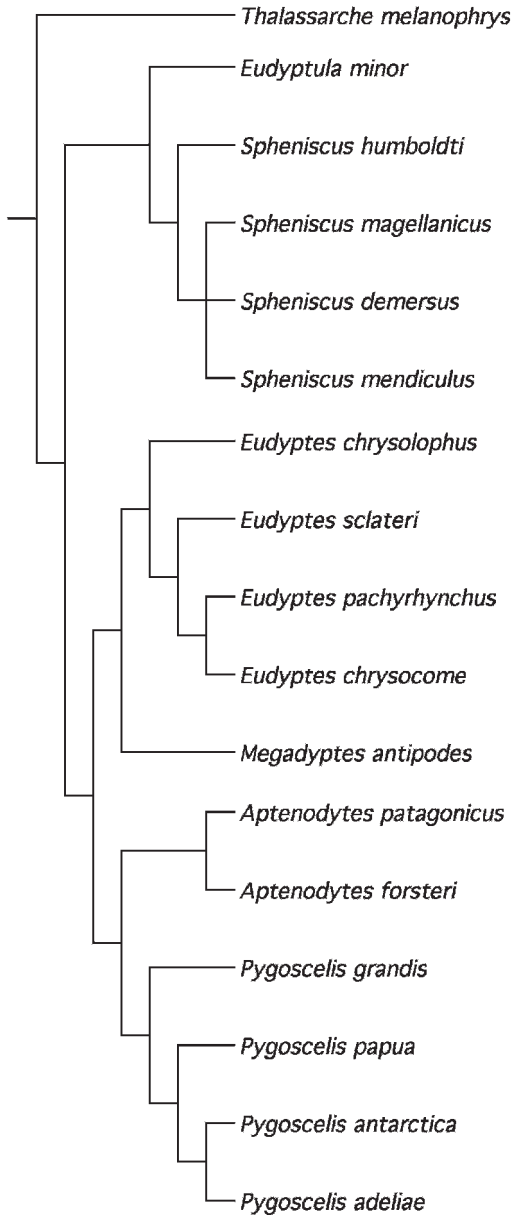 Thalassarche melanophrys
Eudyptula minor
Spheniscus humboldti
Spheniscus magellanicus
Spheniscus demersus
Spheniscus mendiculus
Eudyptes chrysolophus
Eudyptes sclateri
Eudyptes pachyrhynchus
Eudyptes chrysocome
Megadyptes antipodes
Aptenodytes patagonicus
Aptenodytes forsteri
Pygoscelis grandis
Pygoscelis papua
Pygoscelis antarctica
Pygoscelis adeliae